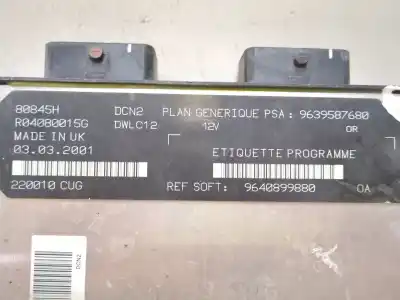 80845H DCN2 PLAN GENERIQUE PSA : 9639587680
R04080015G DWLC12 12V OR
MADE IN UK ETIQUETTE PROGRAMME
03.03.2001
220010 CUG REF SOFT: 9640899880 0A
DCN2